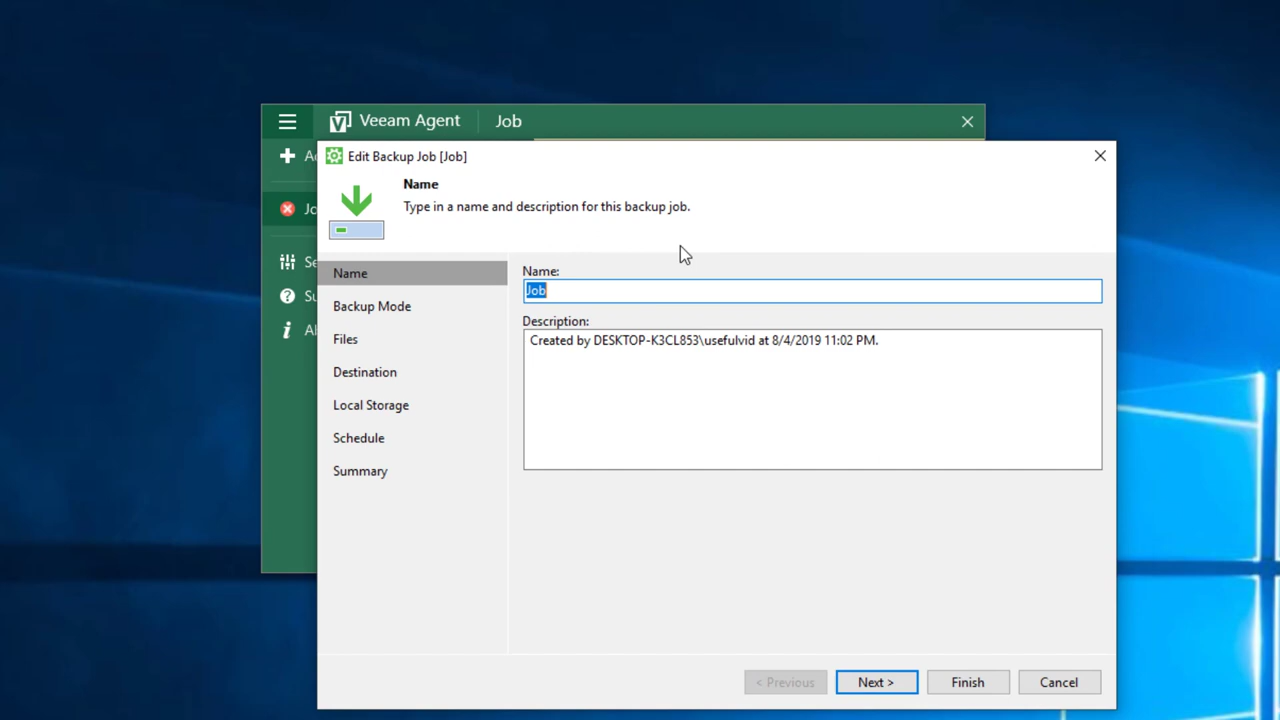 Veeam Agent
Job
Edit Backup Job [Job]
Name
Type in a name and description for this backup job.
Name
Backup Mode
Files
Destination
Local Storage
Schedule
Summary
Name:
Job
Description:
Created by DESKTOP-K3CL853\usefulvid at 8/4/2019 11:02 PM.
< Previous
Next >
Finish
Cancel